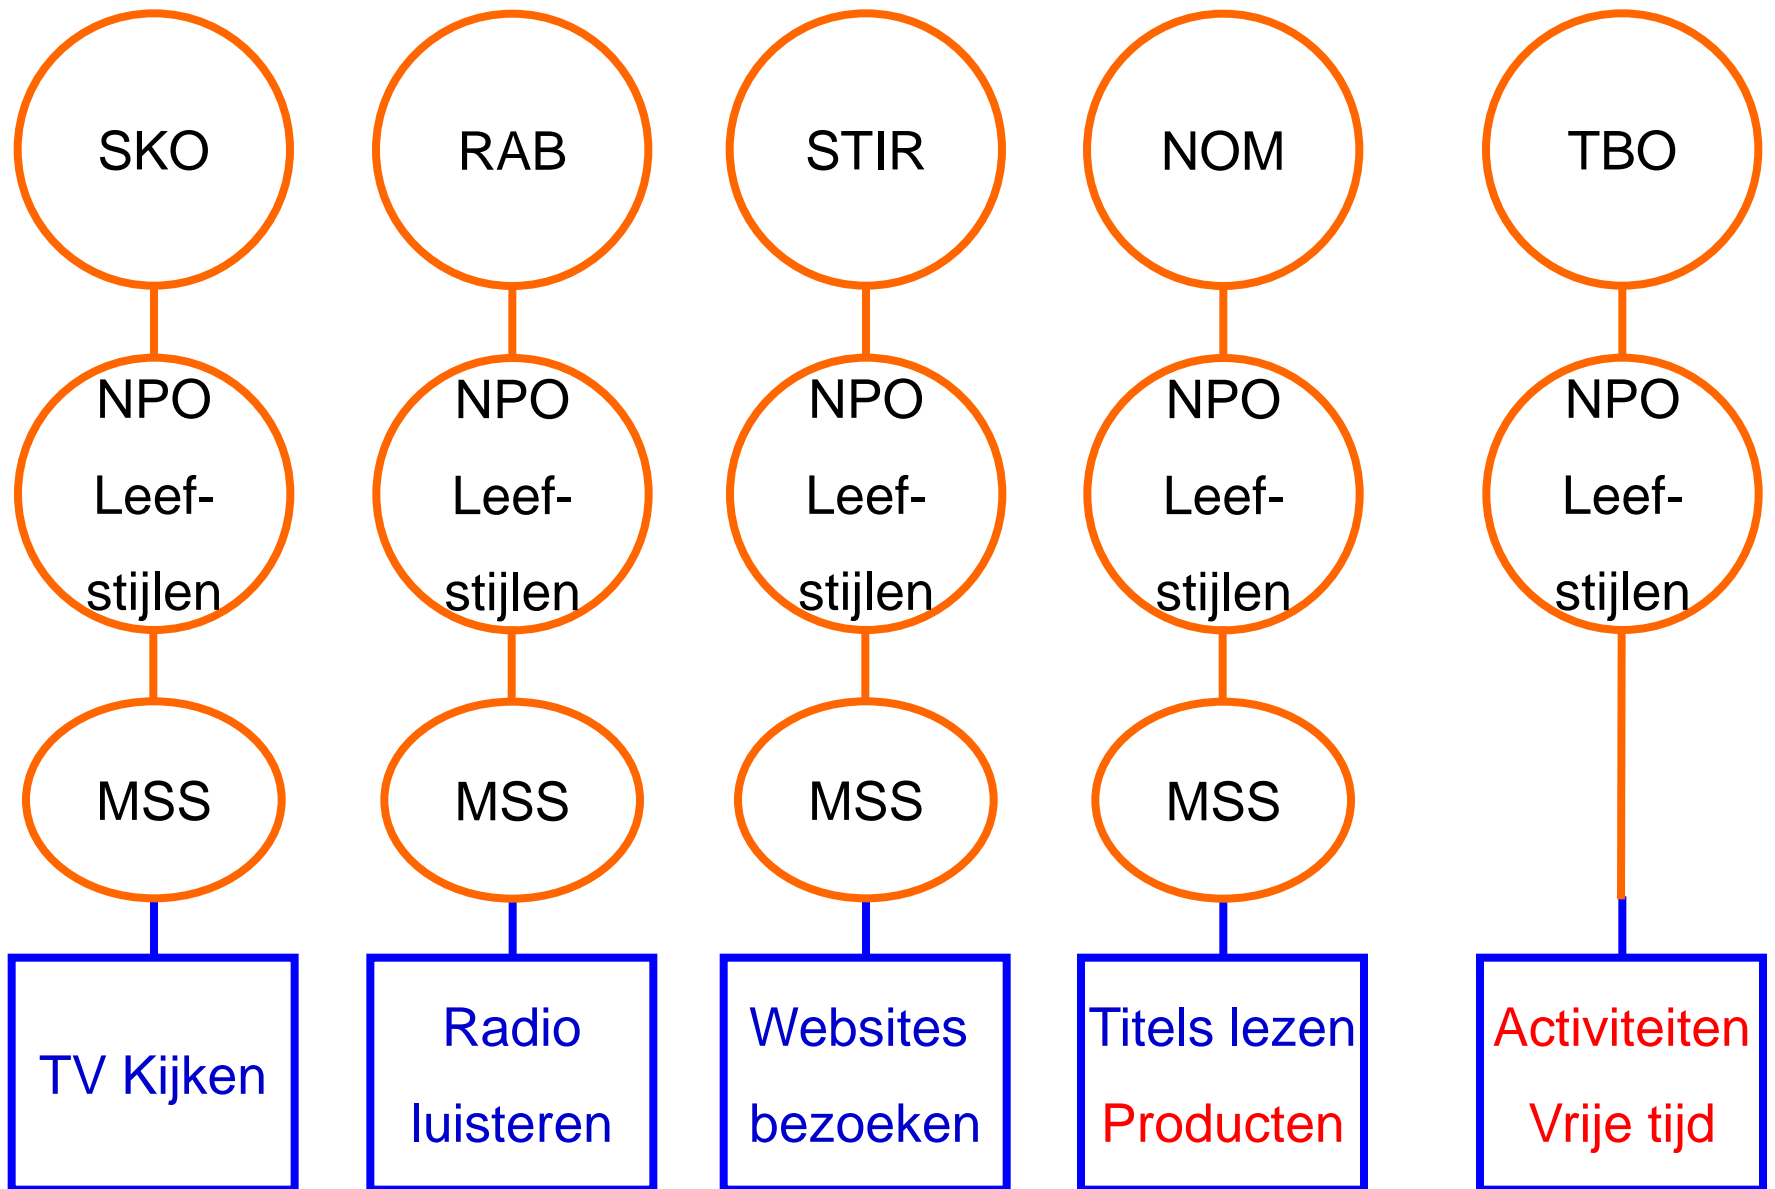 SKO
RAB
STIR
NOM
TBO
NPO
Leef-
stijlen
NPO
Leef-
stijlen
NPO
Leef-
stijlen
NPO
Leef-
stijlen
NPO
Leef-
stijlen
MSS
MSS
MSS
MSS
TV Kijken
Radio
luisteren
Websites
bezoeken
Titels lezen
Producten
Activiteiten
Vrije tijd